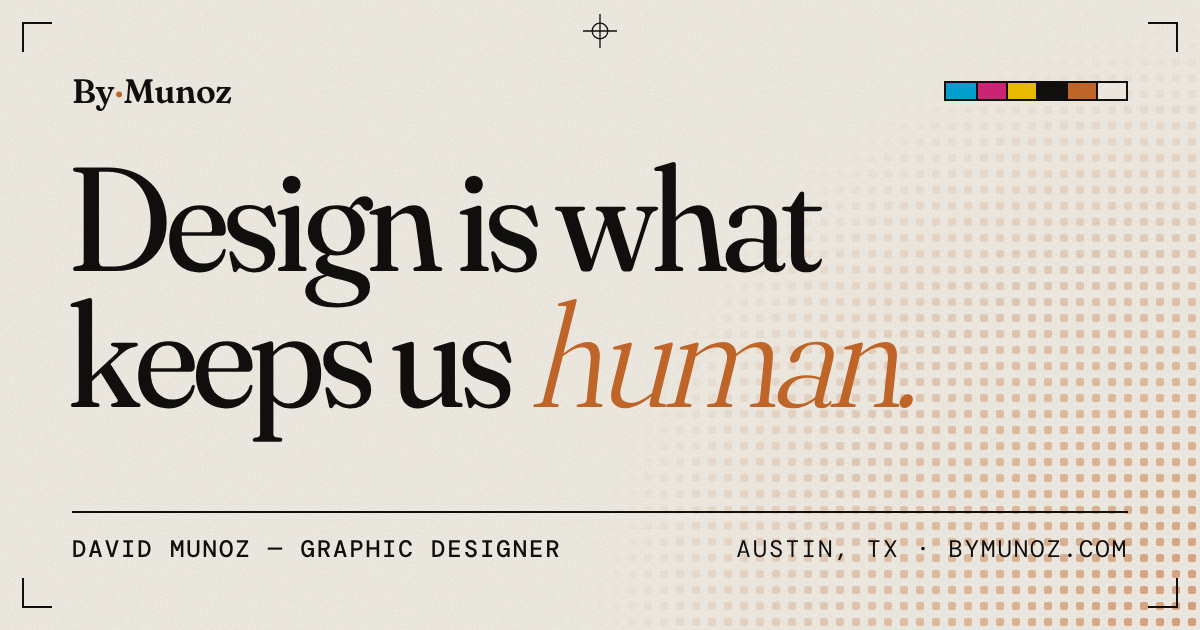 By·Munoz
Design is what
keeps us human.
DAVID MUNOZ — GRAPHIC DESIGNER
AUSTIN, TX · BYMUNOZ.COM